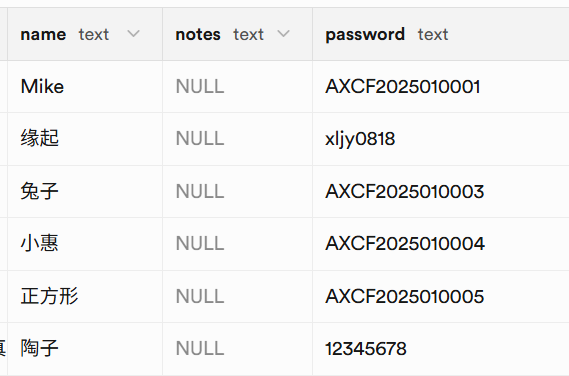 name text notes text password text
Mike NULL AXCF2025010001
缘起 NULL xljy0818
兔子 NULL AXCF2025010003
小惠 NULL AXCF2025010004
正方形 NULL AXCF2025010005
陶子 NULL 12345678